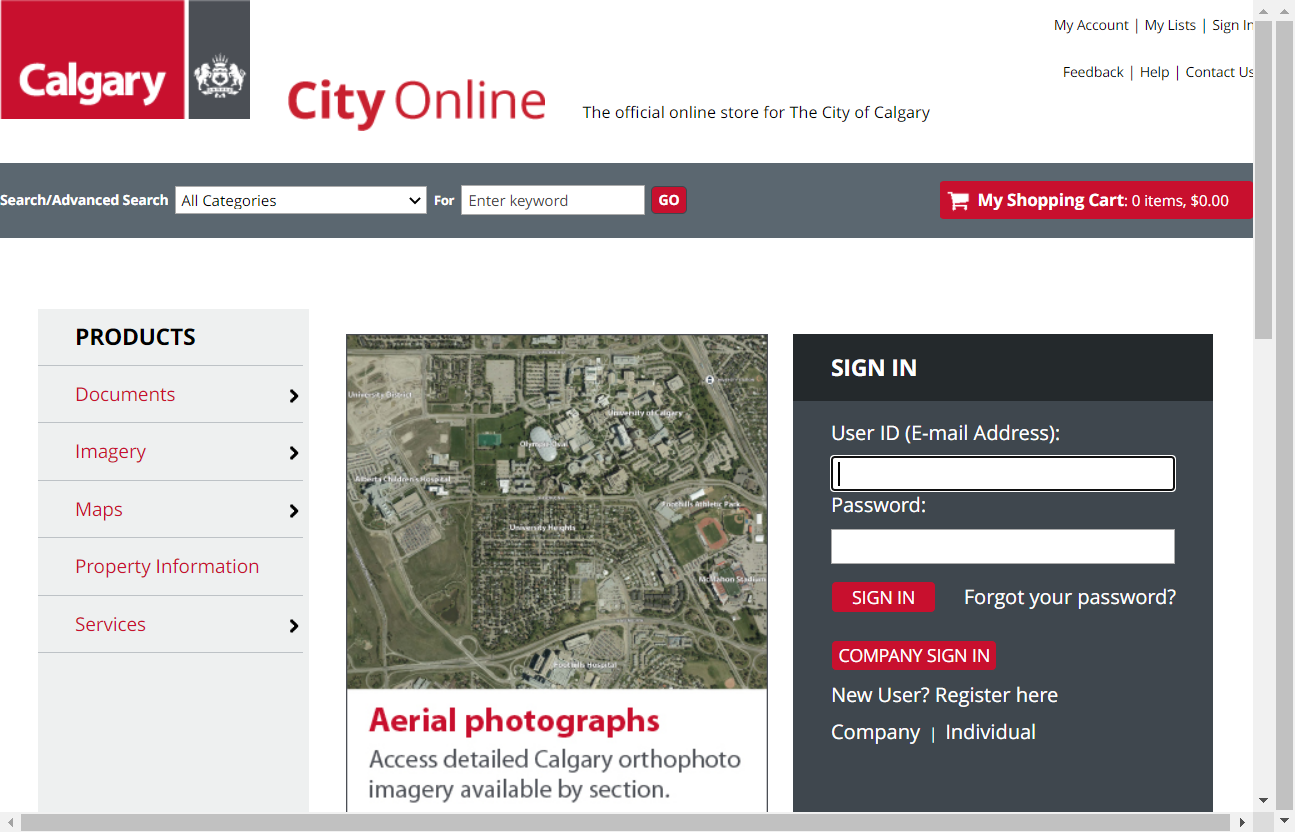 Calgary
City Online
The official online store for The City of Calgary
My Account | My Lists | Sign In
Feedback | Help | Contact Us
Search/Advanced Search All Categories For Enter keyword GO
My Shopping Cart: 0 items, $0.00
PRODUCTS
Documents
Imagery
Maps
Property Information
Services
University District
University of Calgary
Olympic Oval
Alberta Children's Hospital
Foothills Athletic Park
University Heights
McMahon Stadium
Foothills Hospital
Aerial photographs
Access detailed Calgary orthophoto
imagery available by section.
SIGN IN
User ID (E-mail Address):
Password:
SIGN IN Forgot your password?
COMPANY SIGN IN
New User? Register here
Company | Individual